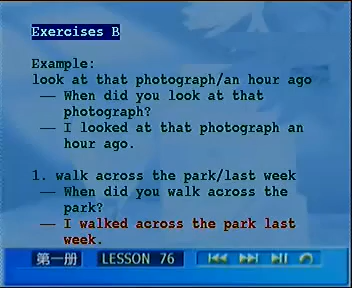 Exercises B
Example:
look at that photograph/an hour ago
— When did you look at that
photograph?
— I looked at that photograph an
hour ago.
1. walk across the park/last week
— When did you walk across the
park?
— I walked across the park last
week.
第一册 LESSON 76